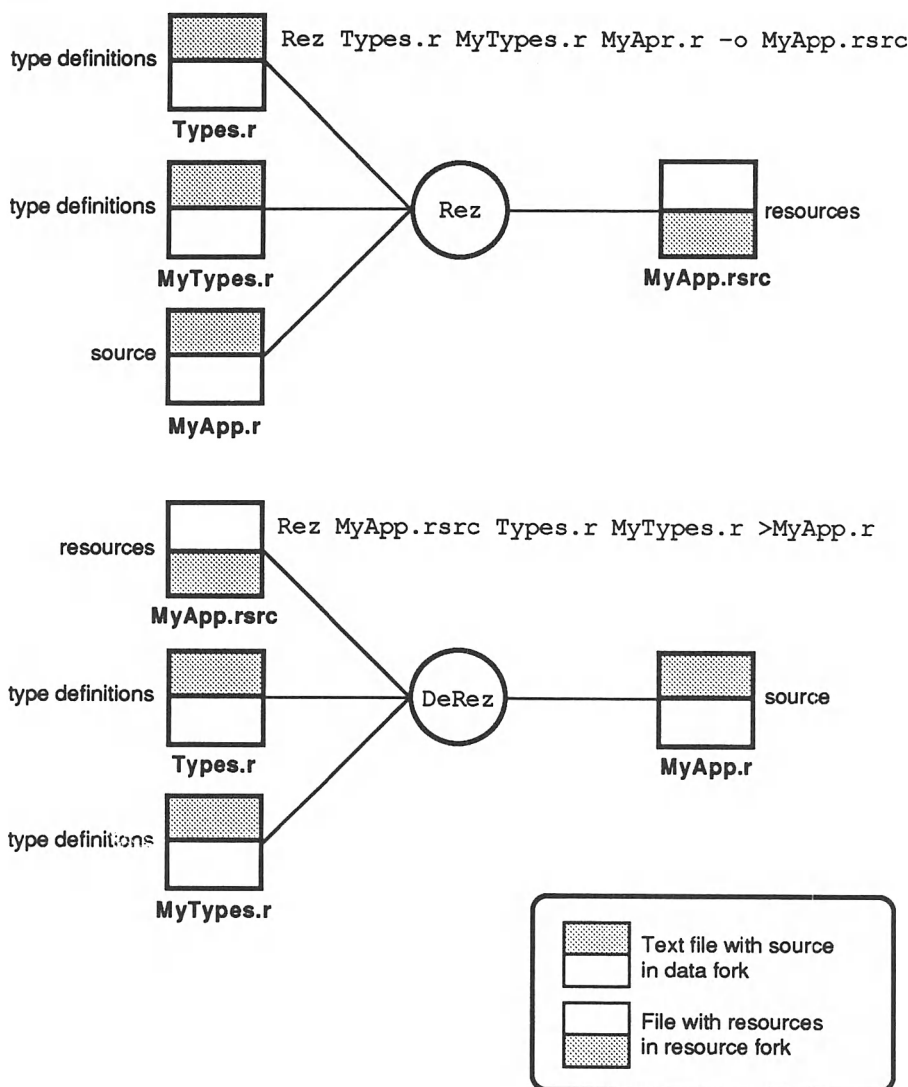 Rez Types.r MyTypes.r MyApr.r -o MyApp.rsrc
type definitions
Types.r
type definitions
MyTypes.r
Rez
resources
MyApp.rsrc
source
MyApp.r
Rez MyApp.rsrc Types.r MyTypes.r >MyApp.r
resources
MyApp.rsrc
type definitions
Types.r
DeRez
source
MyApp.r
type definitions
MyTypes.r
Text file with source
in data fork
File with resources
in resource fork